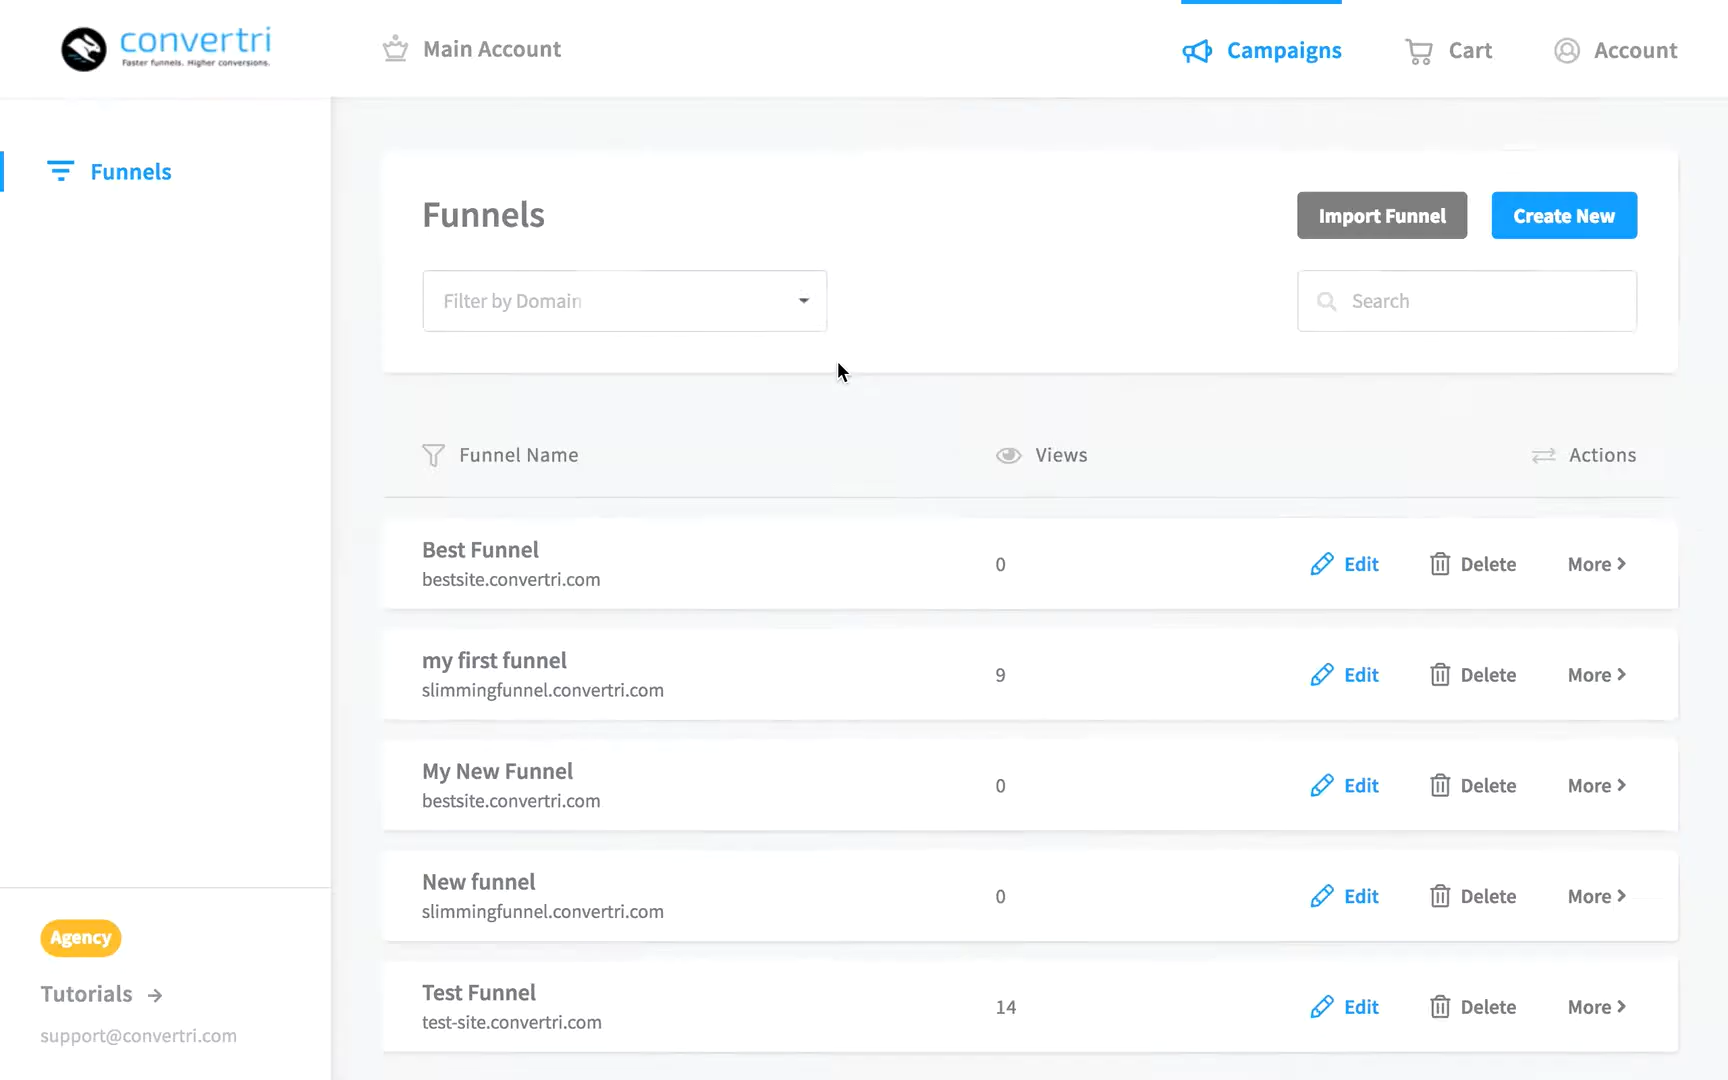 convertri
Faster funnels. Higher conversions.
Main Account
Campaigns
Cart
Account
Funnels
Funnels
Import Funnel
Create New
Filter by Domain
Search
Funnel Name
Views
Actions
Best Funnel
bestsite.convertri.com
0
Edit
Delete
More
my first funnel
slimmingfunnel.convertri.com
9
Edit
Delete
More
My New Funnel
bestsite.convertri.com
0
Edit
Delete
More
New funnel
slimmingfunnel.convertri.com
0
Edit
Delete
More
Test Funnel
test-site.convertri.com
14
Edit
Delete
More
Agency
Tutorials
support@convertri.com